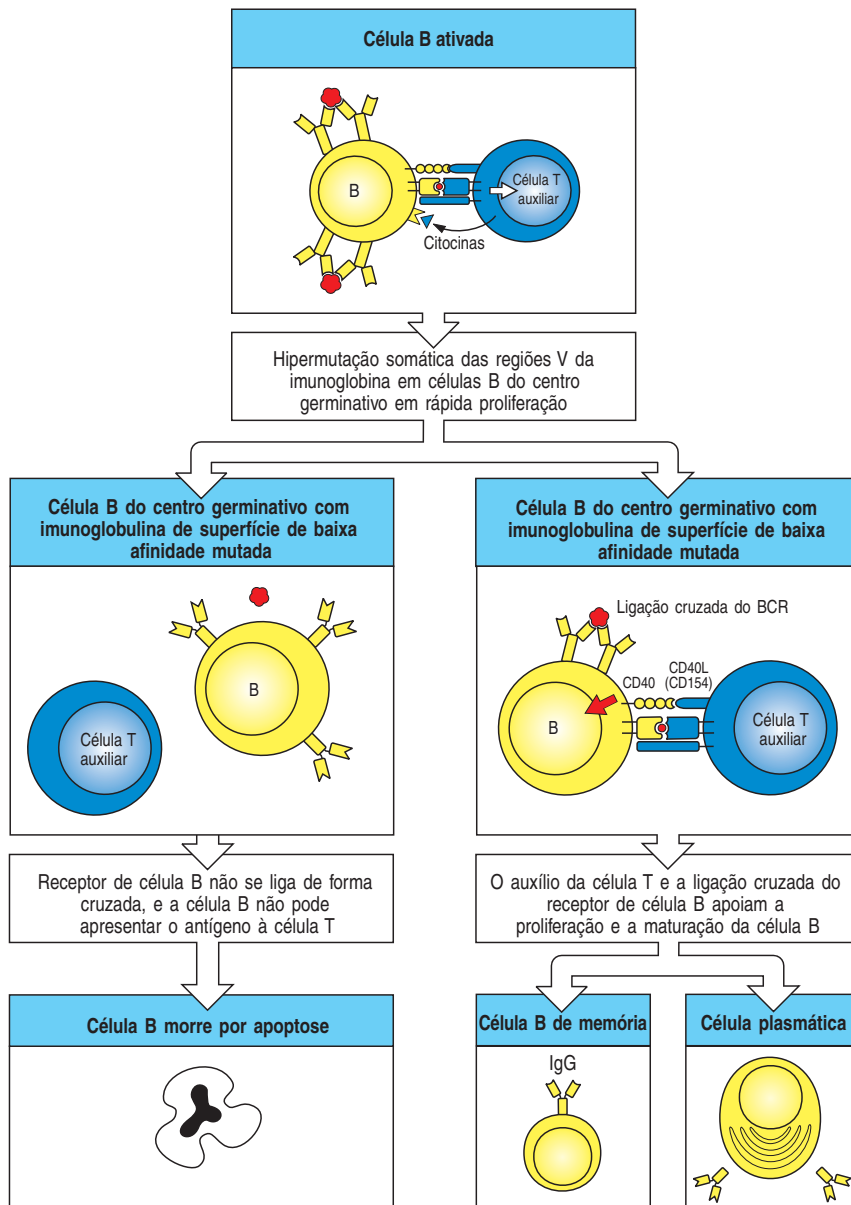 Célula B ativada
B
Célula T
auxiliar
Citocinas
Hipermutação somática das regiões V da
imunoglobina em células B do centro
germinativo em rápida proliferação
Célula B do centro germinativo com
imunoglobulina de superfície de baixa
afinidade mutada
B
Célula T
auxiliar
Receptor de célula B não se liga de forma
cruzada, e a célula B não pode
apresentar o antígeno à célula T
Célula B morre por apoptose
Célula B do centro germinativo com
imunoglobulina de superfície de baixa
afinidade mutada
Ligação cruzada do BCR
CD40L
CD40 (CD154)
B
Célula T
auxiliar
O auxílio da célula T e a ligação cruzada do
receptor de célula B apoiam a
proliferação e a maturação da célula B
Célula B de memória
IgG
Célula plasmática